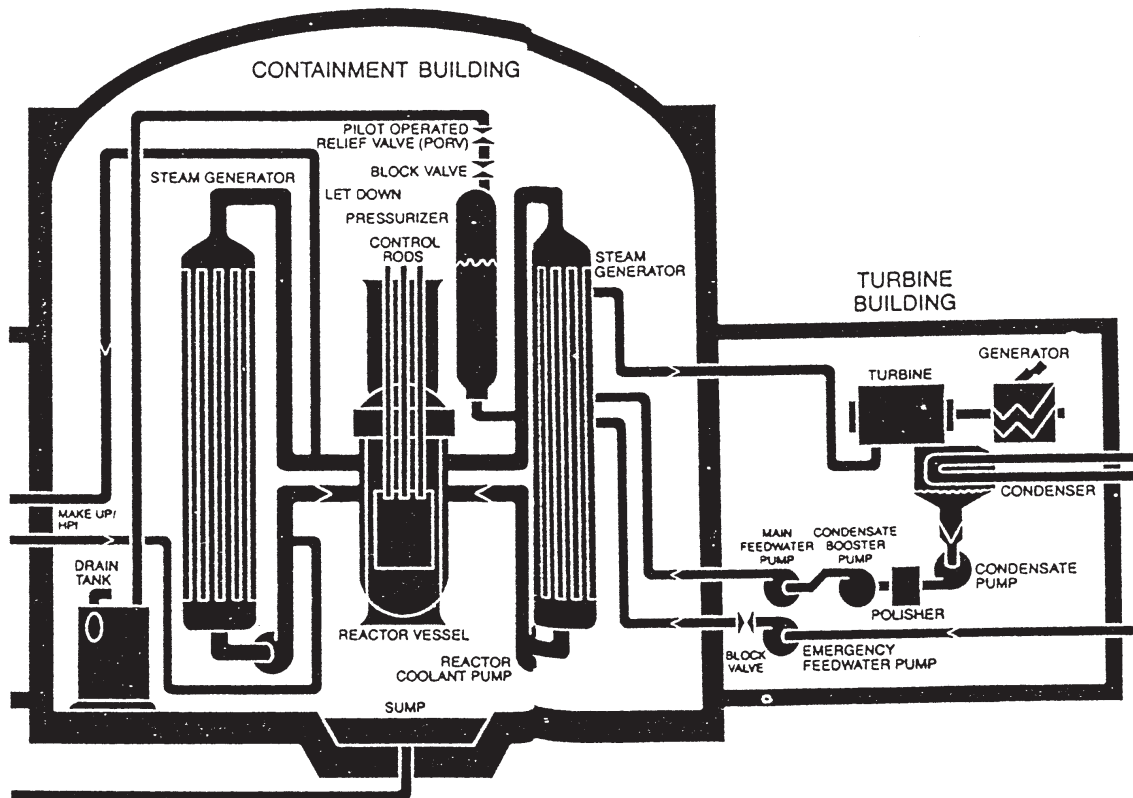 CONTAINMENT BUILDING
PILOT OPERATED
RELIEF VALVE (PORV)
BLOCK VALVE
STEAM GENERATOR
LET DOWN
PRESSURIZER
CONTROL
RODS
STEAM
GENERATOR
TURBINE
BUILDING
GENERATOR
TURBINE
CONDENSER
MAKE UP/
HPI
MAIN
FEEDWATER
PUMP
CONDENSATE
BOOSTER
PUMP
CONDENSATE
PUMP
DRAIN
TANK
POLISHER
REACTOR VESSEL
REACTOR
COOLANT PUMP
BLOCK
VALVE
EMERGENCY
FEEDWATER PUMP
SUMP